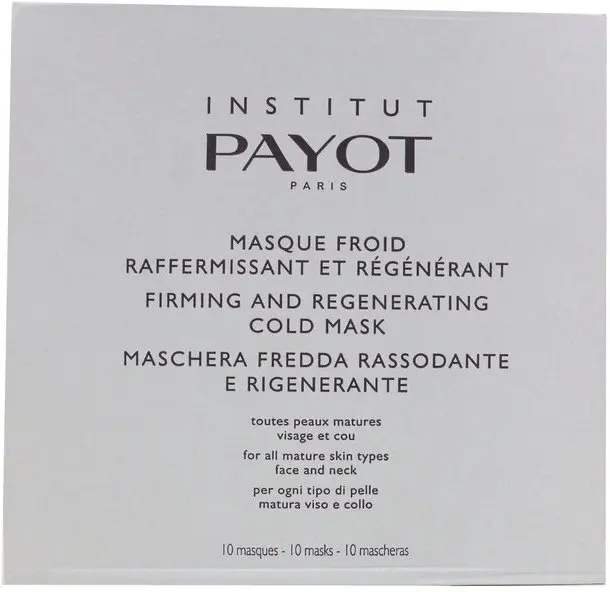 INSTITUT
PAYOT
PARIS
MASQUE FROID
RAFFERMISSANT ET RÉGÉNÉRANT
FIRMING AND REGENERATING
COLD MASK
MASCHERA FREDDA RASSODANTE
E RIGENERANTE
toutes peaux matures
visage et cou
for all mature skin types
face and neck
per ogni tipo di pelle
matura viso e collo
10 masques - 10 masks - 10 mascheras